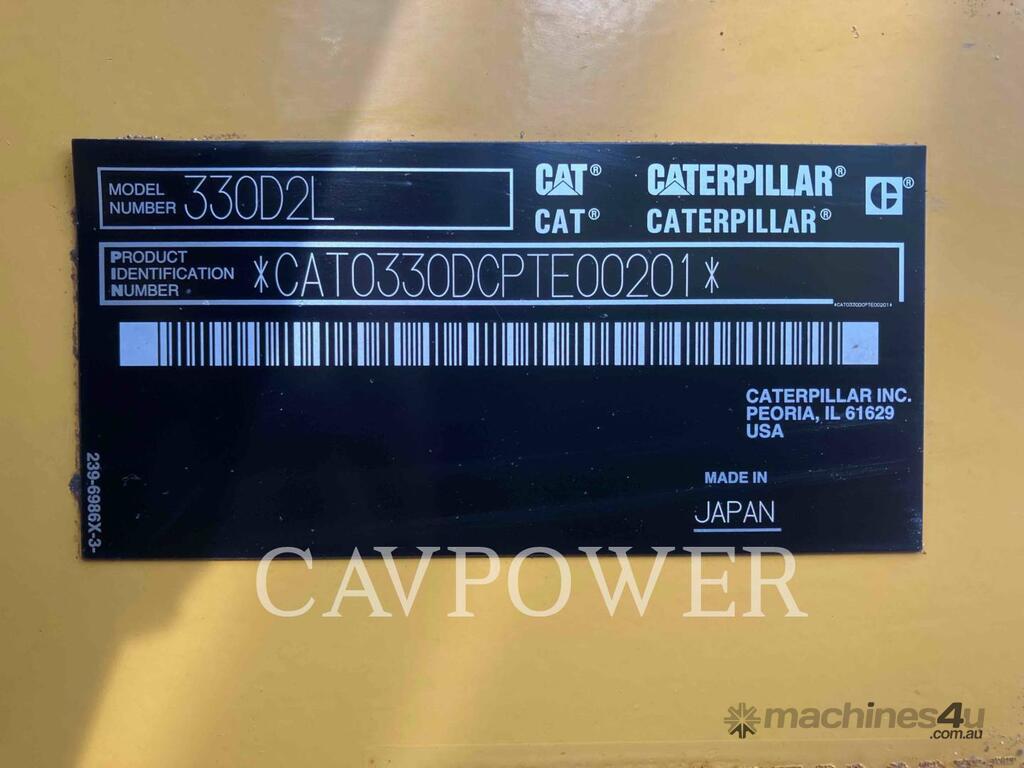 MODEL
NUMBER 330D2L
CAT® CATERPILLAR® ®
CAT® CATERPILLAR®
PRODUCT
IDENTIFICATION
NUMBER *CAT0330DCPTE00201*
*CAT0330DCPTE00201*
CATERPILLAR INC.
PEORIA, IL 61629
USA
MADE IN
JAPAN
239-6986X-3-
CAVPOWER
machines4u
.com.au